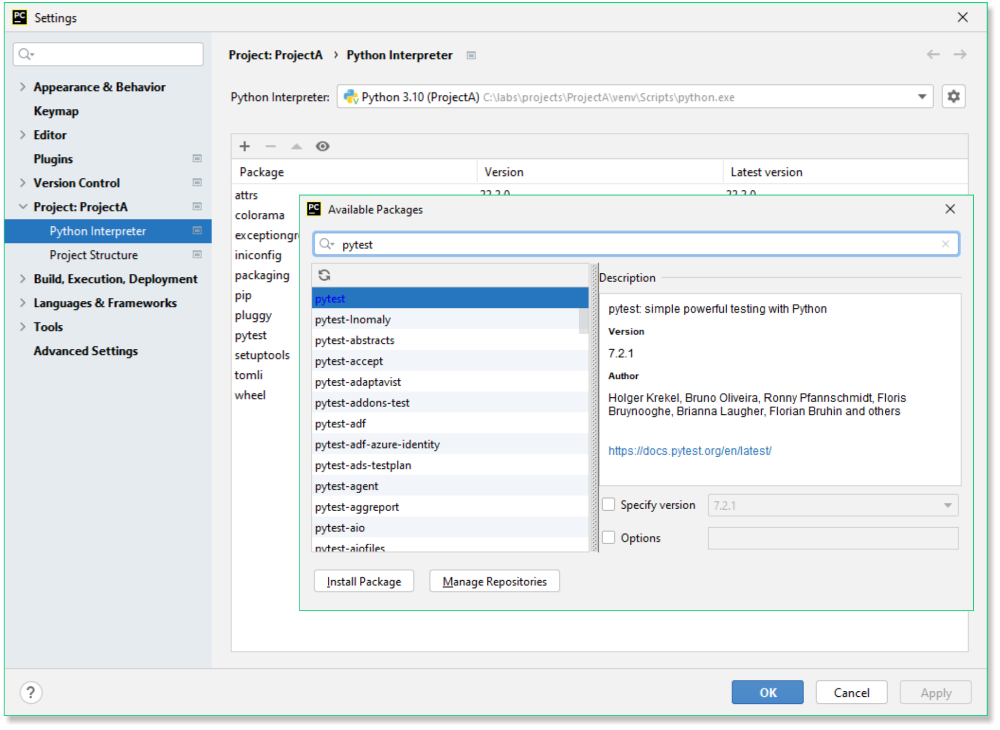 PC Settings
Appearance & Behavior
Keymap
Editor
Plugins
Version Control
Project: ProjectA
Python Interpreter
Project Structure
Build, Execution, Deployment
Languages & Frameworks
Tools
Advanced Settings
Project: ProjectA › Python Interpreter
Python Interpreter: Python 3.10 (ProjectA) C:\labs\projects\ProjectA\venv\Scripts\python.exe
Package Version Latest version
attrs 22.2.0 22.2.0
colorama
exceptiongr
iniconfig
packaging
pip
pluggy
pytest
setuptools
tomli
wheel
PC Available Packages
pytest
pytest
pytest-Inomaly
pytest-abstracts
pytest-accept
pytest-adaptavist
pytest-addons-test
pytest-adf
pytest-adf-azure-identity
pytest-ads-testplan
pytest-agent
pytest-aggreport
pytest-aio
pytest-aiofiles
Description
pytest: simple powerful testing with Python
Version
7.2.1
Author
Holger Krekel, Bruno Oliveira, Ronny Pfannschmidt, Floris
Bruynooghe, Brianna Laugher, Florian Bruhin and others
https://docs.pytest.org/en/latest/
Specify version 7.2.1
Options
Install Package Manage Repositories
? OK Cancel Apply